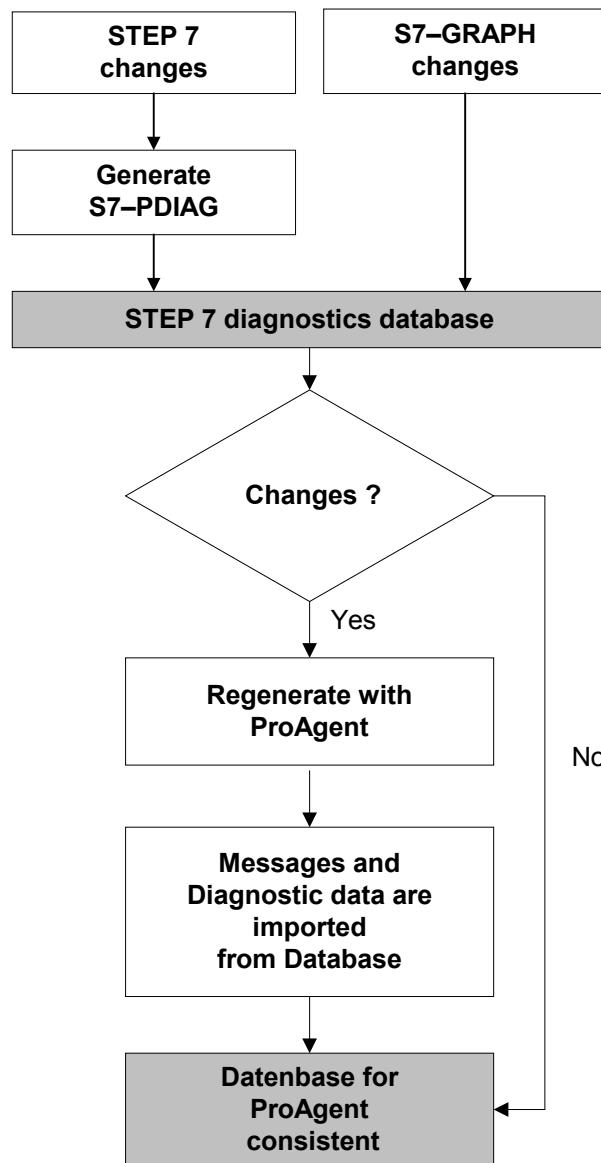 STEP 7
changes
S7–GRAPH
changes
Generate
S7–PDIAG
STEP 7 diagnostics database
Changes ?
Yes
Regenerate with
ProAgent
No
Messages and
Diagnostic data are
imported
from Database
Datenbase for
ProAgent
consistent